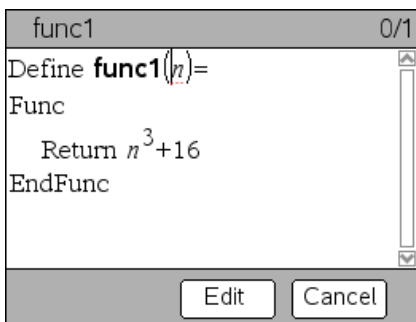 func1 0/1
Define func1(n)=
Func
Return n³+16
EndFunc
Edit Cancel